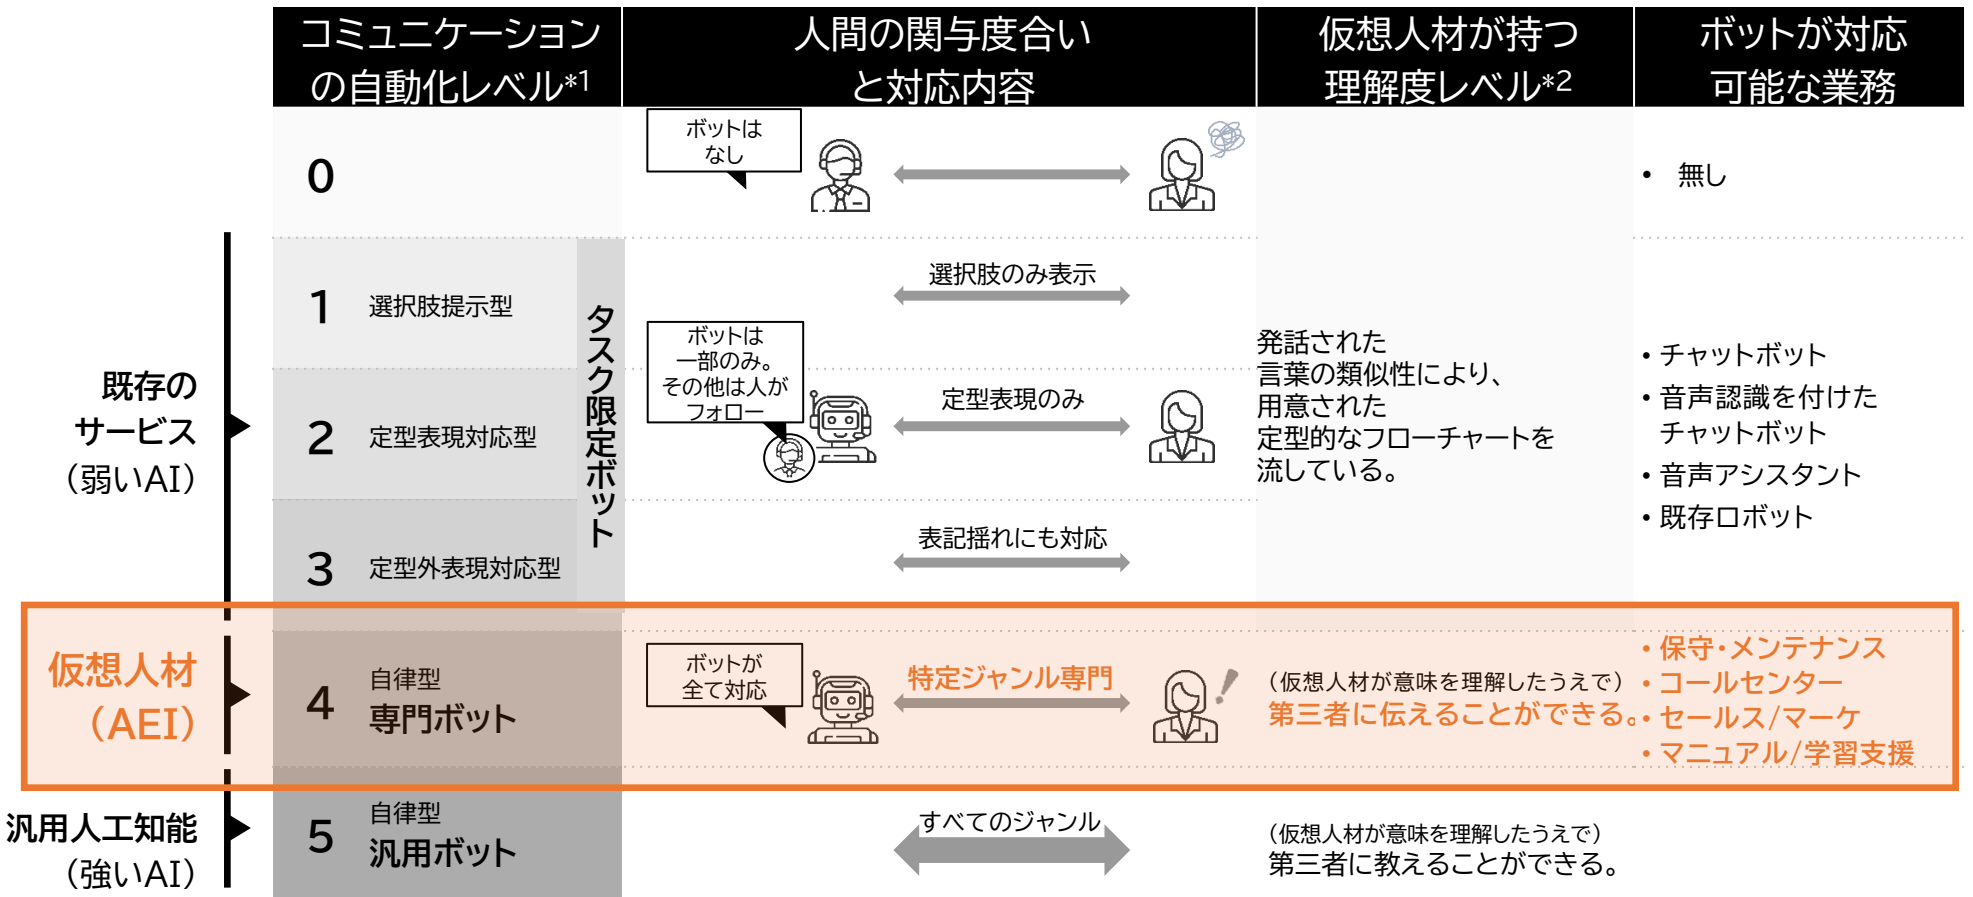 コミュニケーション
の自動化レベル*1
人間の関与度合い
と対応内容
仮想人材が持つ
理解度レベル*2
ボットが対応
可能な業務
0
ボットは
なし
• 無し
既存の
サービス
（弱いAI）
1 選択肢提示型
2 定型表現対応型
3 定型外表現対応型
タスク限定ボット
選択肢のみ表示
ボットは
一部のみ。
その他は人が
フォロー
定型表現のみ
表記揺れにも対応
発話された
言葉の類似性により、
用意された
定型的なフローチャートを
流している。
• チャットボット
• 音声認識を付けた
チャットボット
• 音声アシスタント
• 既存ロボット
仮想人材
（AEI）
4 自律型
専門ボット
ボットが
全て対応
特定ジャンル専門
（仮想人材が意味を理解したうえで）
第三者に伝えることができる。
• 保守・メンテナンス
• コールセンター
• セールス/マーケ
• マニュアル/学習支援
汎用人工知能
（強いAI）
5 自律型
汎用ボット
すべてのジャンル
（仮想人材が意味を理解したうえで）
第三者に教えることができる。